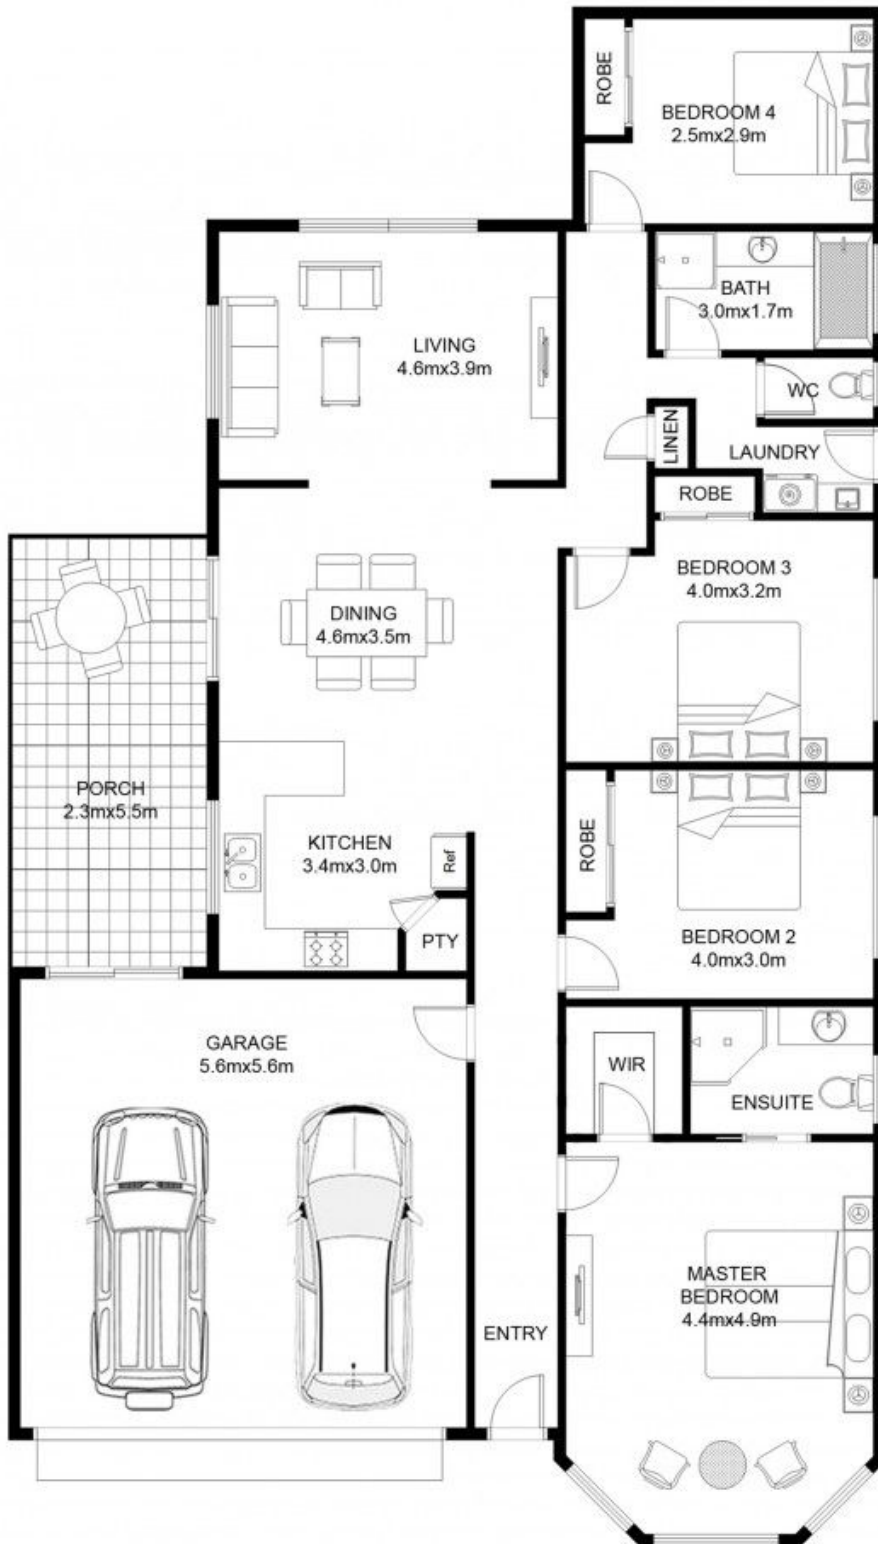 ROBE
BEDROOM 4
2.5mx2.9m
BATH
3.0mx1.7m
LIVING
4.6mx3.9m
WC
LINEN
LAUNDRY
ROBE
BEDROOM 3
4.0mx3.2m
DINING
4.6mx3.5m
PORCH
2.3mx5.5m
KITCHEN
3.4mx3.0m
Ref
ROBE
PTY
BEDROOM 2
4.0mx3.0m
GARAGE
5.6mx5.6m
WIR
ENSUITE
MASTER
BEDROOM
4.4mx4.9m
ENTRY